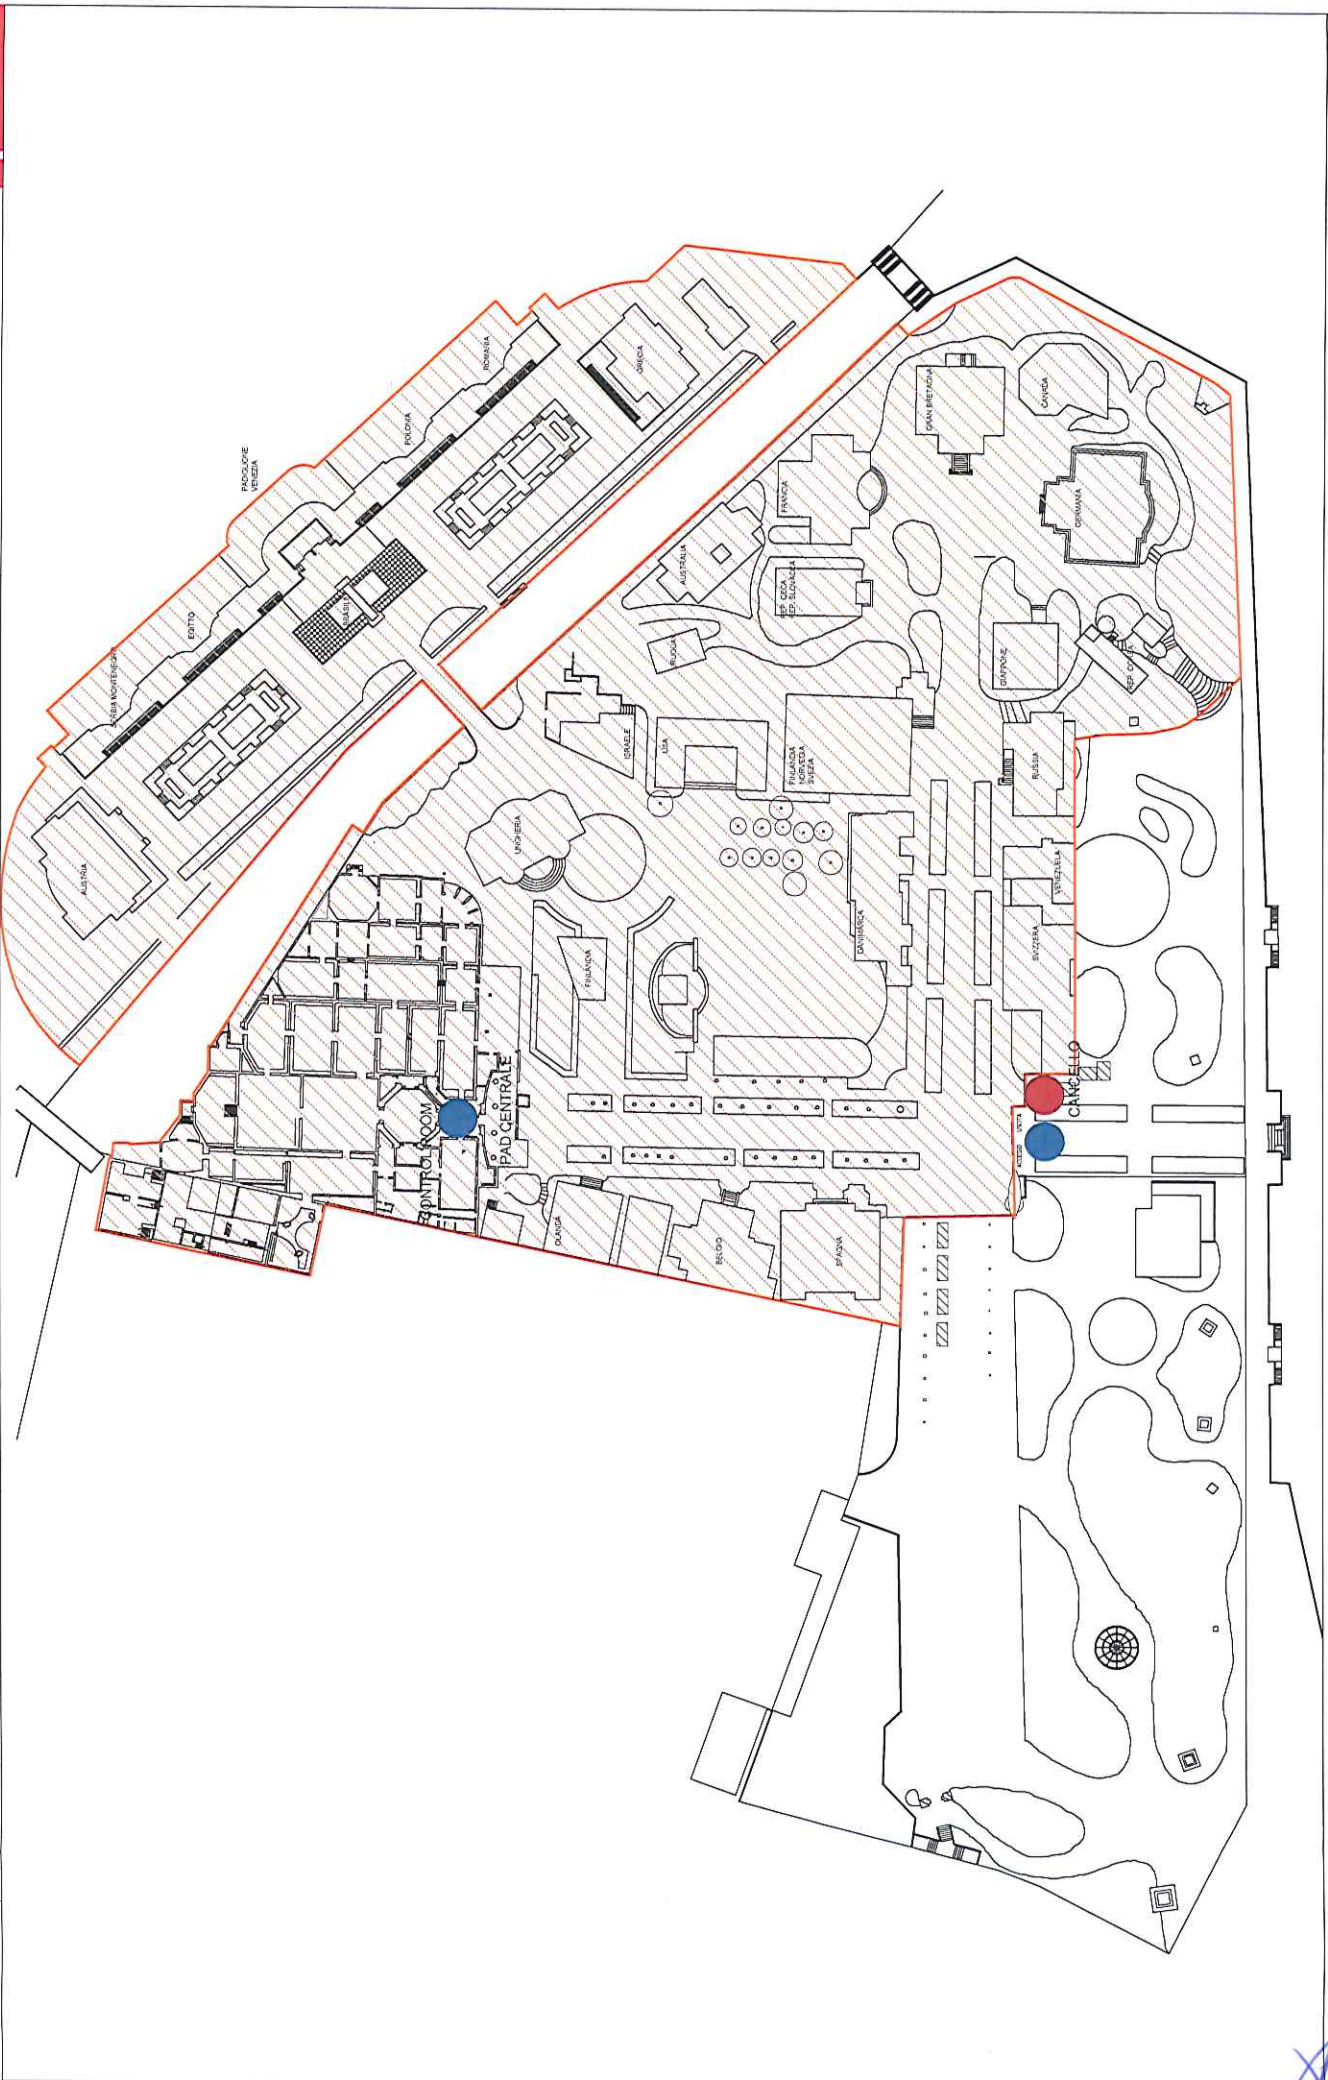 PADIGLIONE
VENEZIA
SERBIA MONTENEGRO
EGITTO
BRASILE
POLONIA
ROMANIA
GRECIA
AUSTRIA
GRAN BRETAGNA
CANADA
FRANCIA
GERMANIA
AUSTRALIA
REP. CECA
REP. SLOVACCA
GIAPPONE
REP. COREA
ISRAELE
USA
FINLANDIA
NORVEGIA
SVEZIA
RUSSIA
UNGHERIA
VENEZUELA
DANIMARCA
SVIZZERA
FINLANDIA
CONTROL ROOM
PAD CENTRALE
CANCELLO
USCITA
OLANDA
BELGIO
SPAGNA